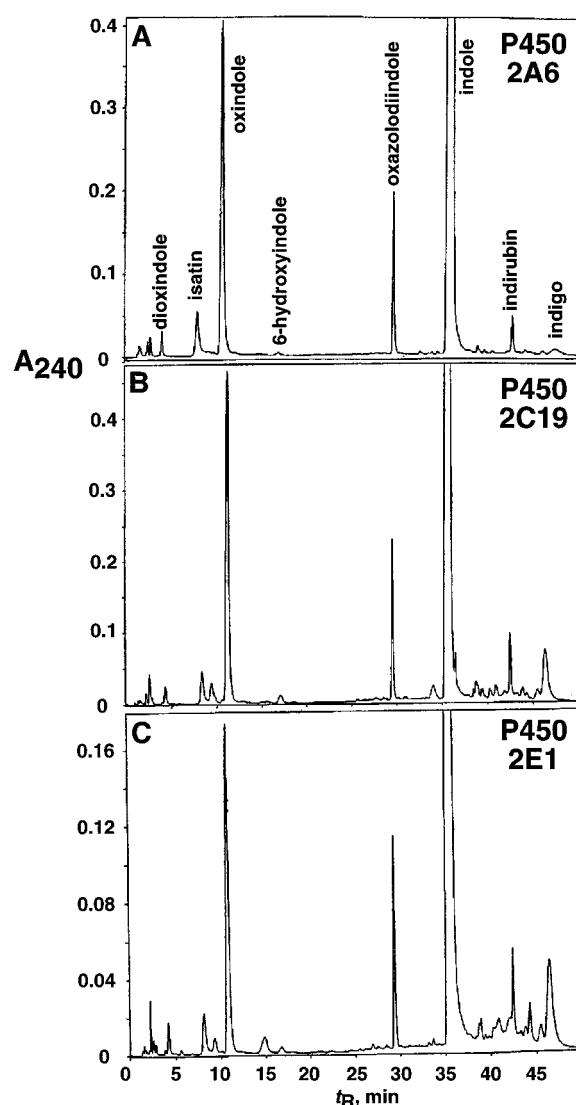 A
P450
2A6
0.4
0.3
0.2
0.1
0
dioxindole
isatin
oxindole
6-hydroxyindole
oxazolodiindole
indole
indirubin
indigo
A240
B
P450
2C19
0.4
0.3
0.2
0.1
0
C
P450
2E1
0.16
0.12
0.08
0.04
0
0 5 10 15 20 25 30 35 40 45
tR, min